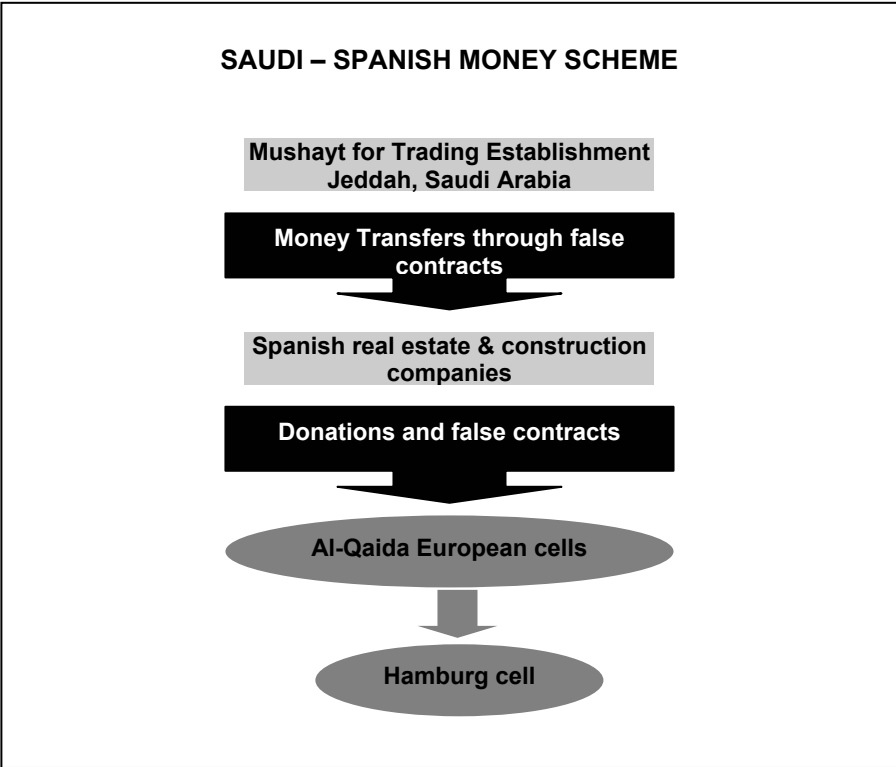 SAUDI – SPANISH MONEY SCHEME
Mushayt for Trading Establishment
Jeddah, Saudi Arabia
Money Transfers through false
contracts
Spanish real estate & construction
companies
Donations and false contracts
Al-Qaida European cells
Hamburg cell